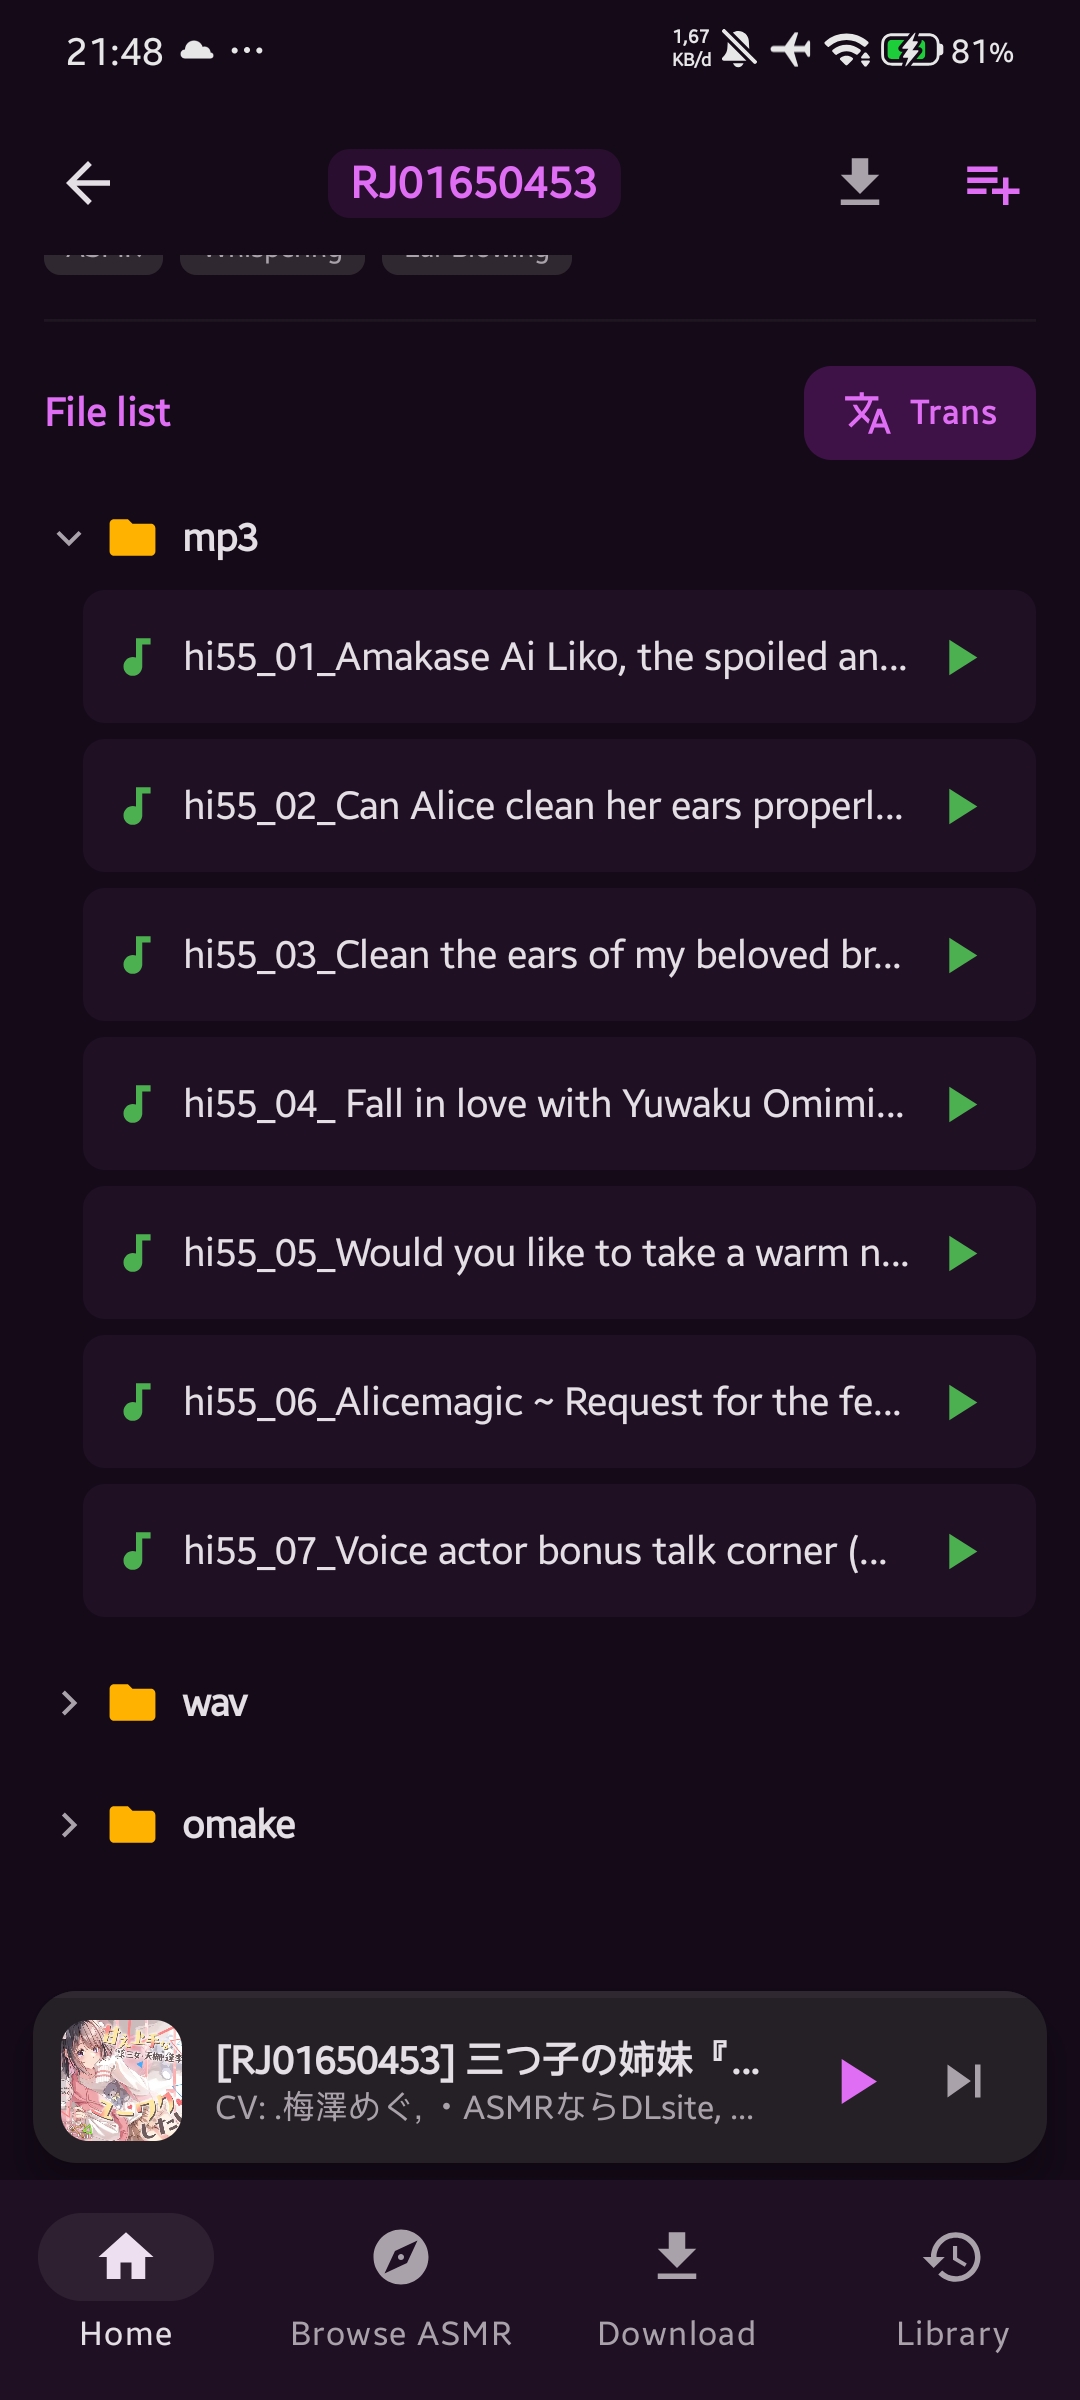 21:48
1,67
KB/d
81%
RJ01650453
ASMR Whispering Ear Blowing
File list
Trans
mp3
hi55_01_Amakase Ai Liko, the spoiled an...
hi55_02_Can Alice clean her ears properl...
hi55_03_Clean the ears of my beloved br...
hi55_04_ Fall in love with Yuwaku Omimi...
hi55_05_Would you like to take a warm n...
hi55_06_Alicemagic ~ Request for the fe...
hi55_07_Voice actor bonus talk corner (...
wav
omake
[RJ01650453] 三つ子の姉妹『...
CV: .梅澤めぐ, ・ASMRならDLsite, ...
Home
Browse ASMR
Download
Library